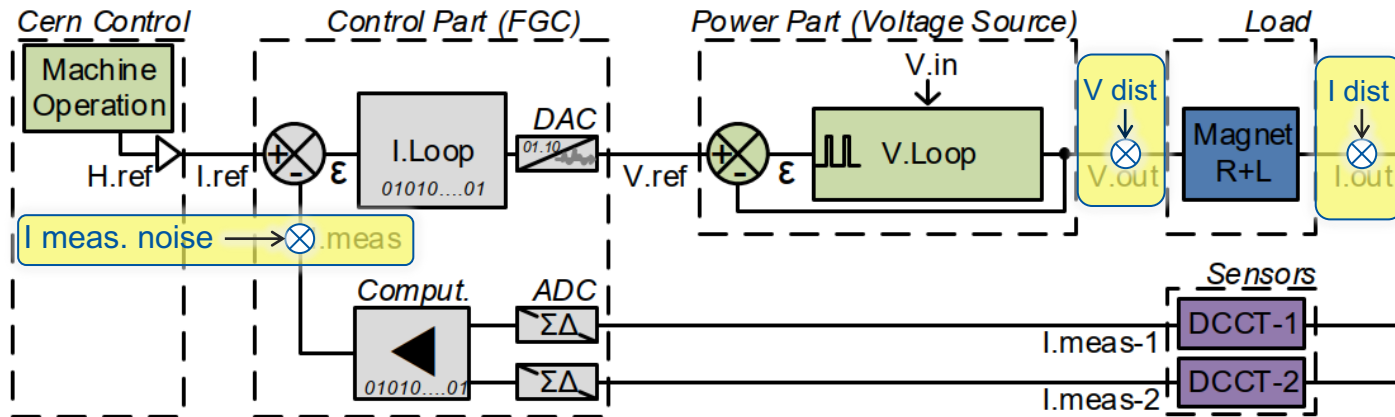 Cern Control
Control Part (FGC)
Power Part (Voltage Source)
Load
Machine
Operation
V.in
V dist
I dist
DAC
01.10
I.Loop
01010....01
+
-
ε
H.ref
I.ref
V.ref
+
-
ε
V.Loop
V.out
Magnet
R+L
I.out
I meas. noise
I.meas
Comput.
ADC
Sensors
01010....01
ΣΔ
ΣΔ
DCCT-1
I.meas-1
DCCT-2
I.meas-2